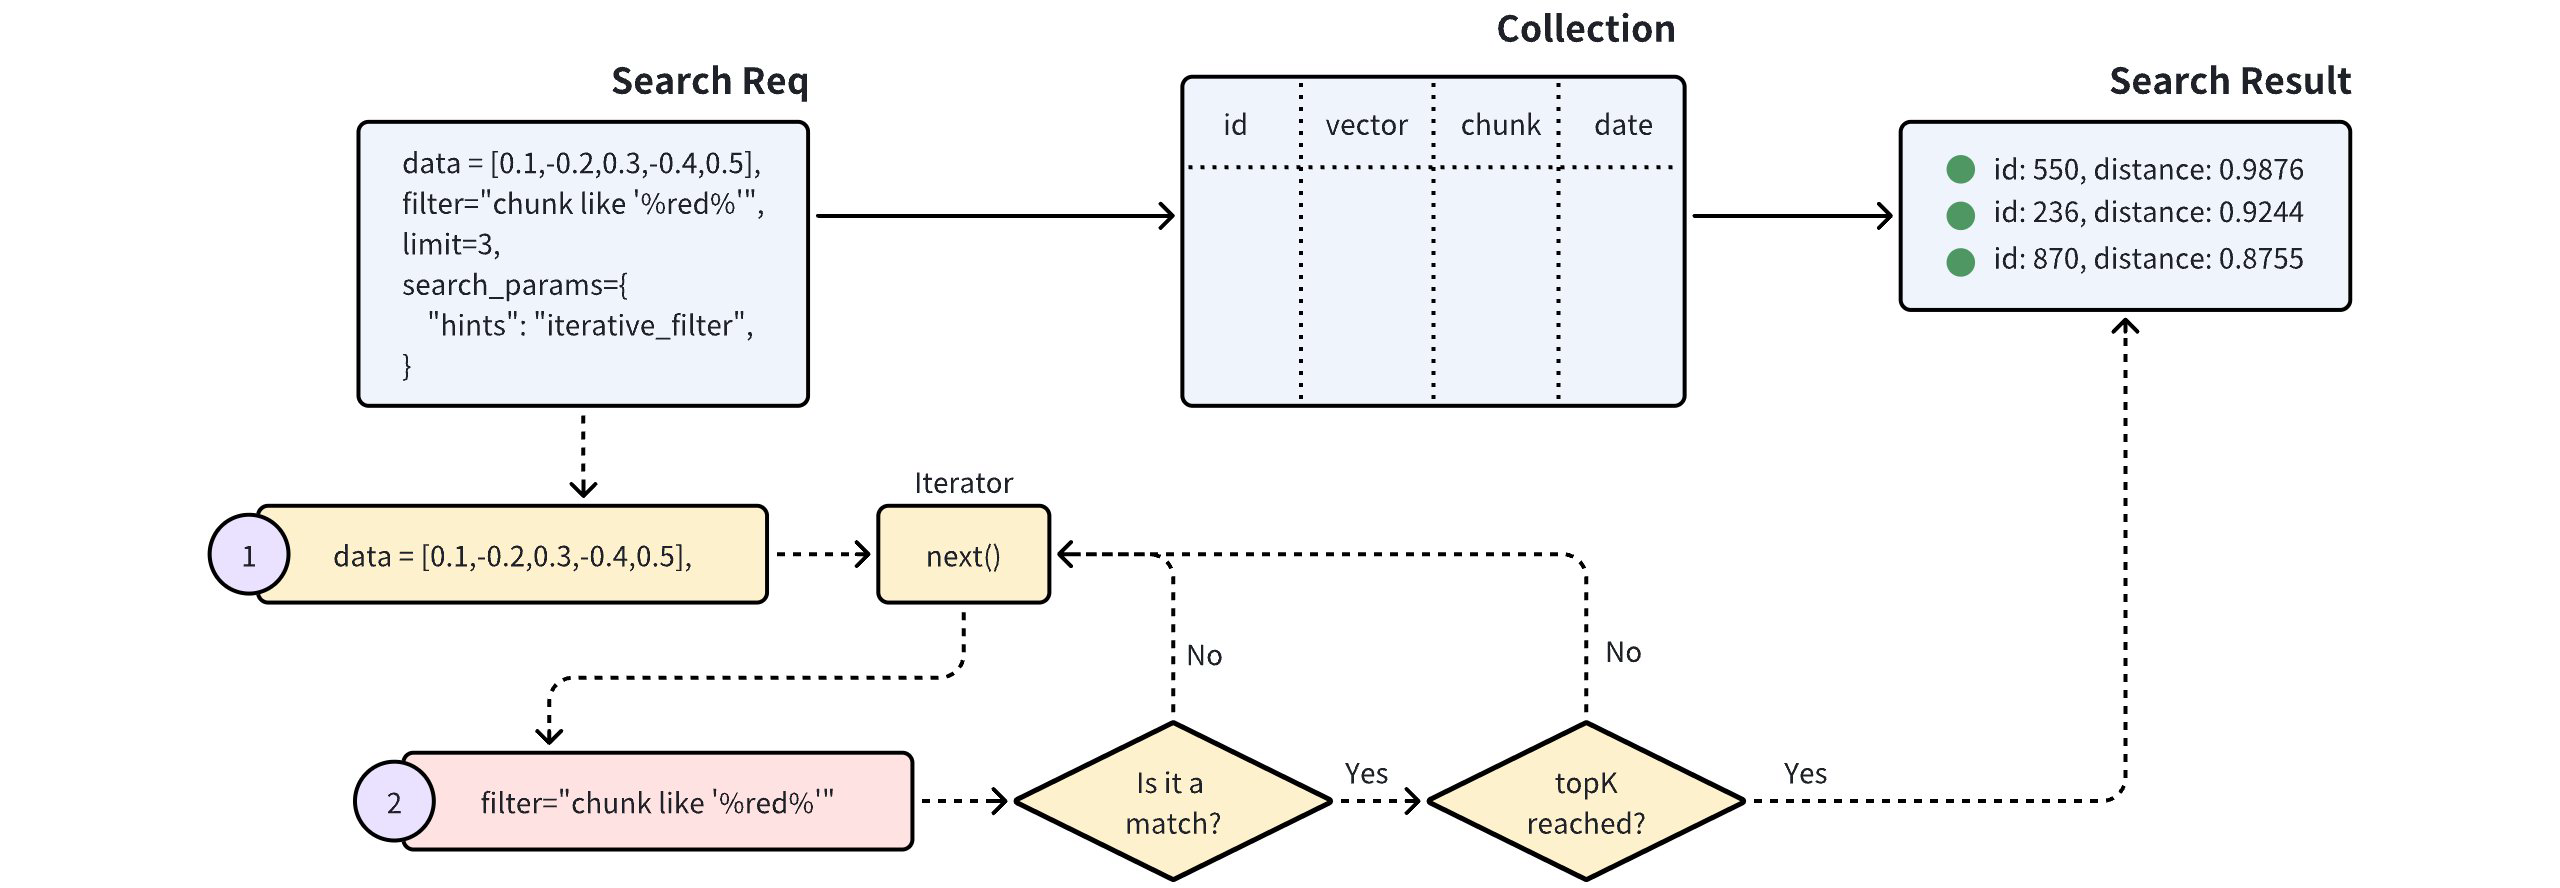 Collection
Search Req
Search Result
data = [0.1,-0.2,0.3,-0.4,0.5],
filter="chunk like '%red%'",
limit=3,
search_params={
"hints": "iterative_filter",
}
id vector chunk date
id: 550, distance: 0.9876
id: 236, distance: 0.9244
id: 870, distance: 0.8755
Iterator
1
data = [0.1,-0.2,0.3,-0.4,0.5],
next()
No
No
2
filter="chunk like '%red%'"
Is it a
match?
Yes
topK
reached?
Yes